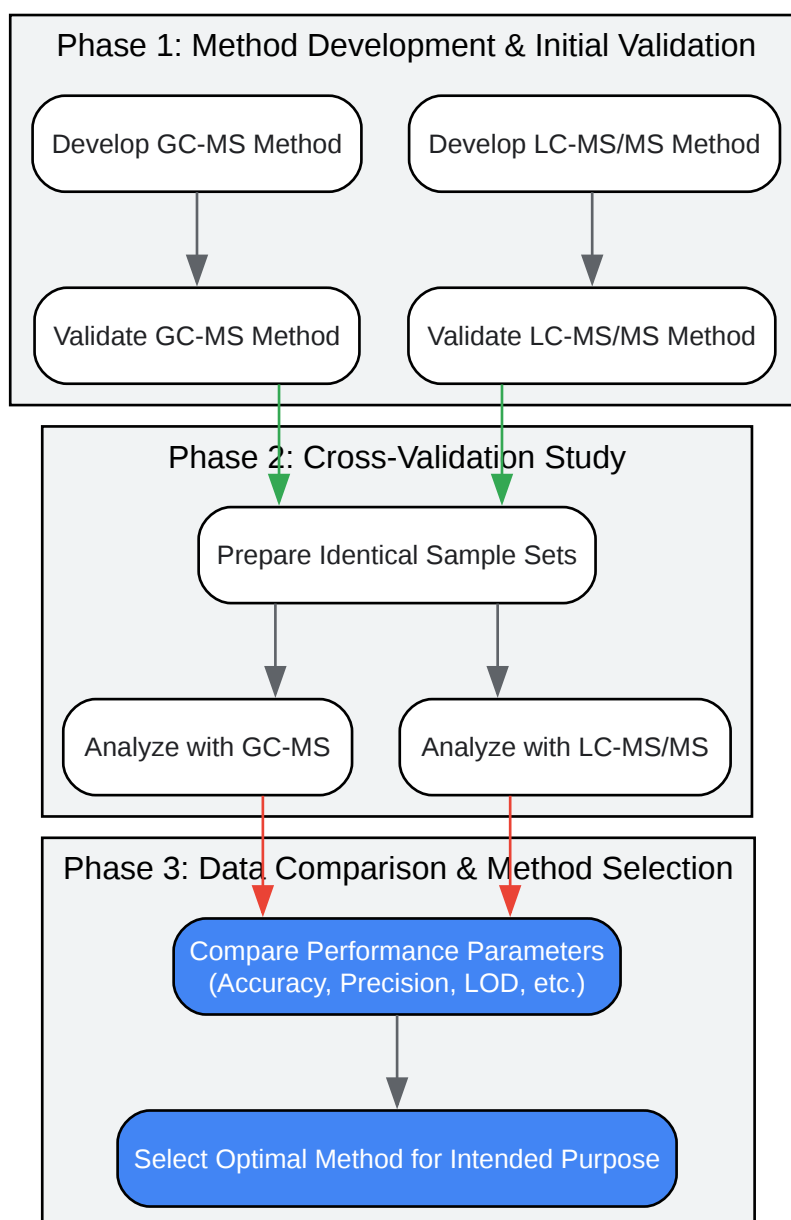 Phase 1: Method Development & Initial Validation
Develop GC-MS Method
Develop LC-MS/MS Method
Validate GC-MS Method
Validate LC-MS/MS Method
Phase 2: Cross-Validation Study
Prepare Identical Sample Sets
Analyze with GC-MS
Analyze with LC-MS/MS
Phase 3: Data Comparison & Method Selection
Compare Performance Parameters
(Accuracy, Precision, LOD, etc.)
Select Optimal Method for Intended Purpose